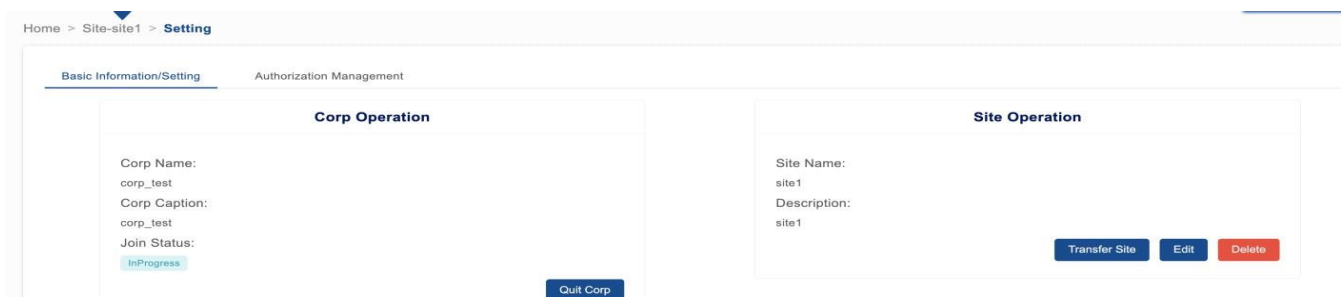 Home > Site-site1 > Setting
Basic Information/Setting Authorization Management
Corp Operation
Corp Name:
corp_test
Corp Caption:
corp_test
Join Status:
InProgress
Quit Corp
Site Operation
Site Name:
site1
Description:
site1
Transfer Site Edit Delete